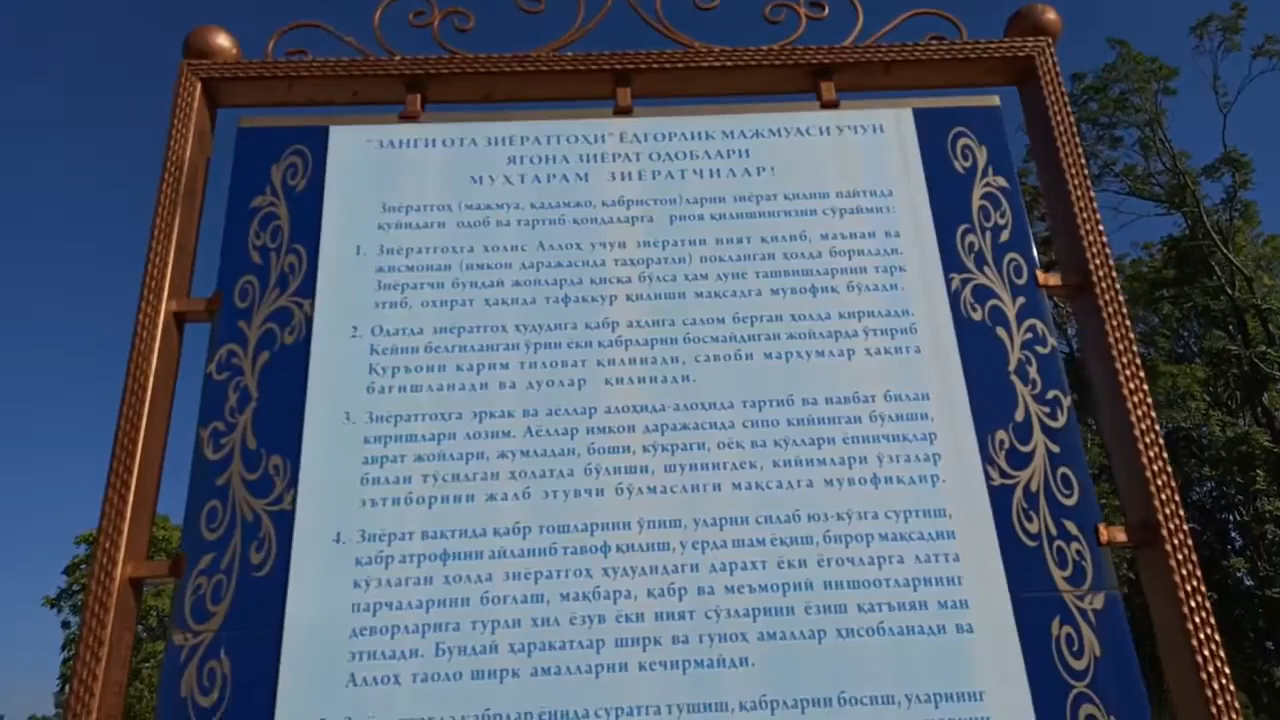 "ЗАНГИ ОТА ЗИЁРАТГОҲИ" ЁДГОРЛИК МАЖМУАСИ УЧУН
ЯГОНА ЗИЁРАТ ОДОБЛАРИ
МУҲТАРАМ ЗИЁРАТЧИЛАР!
Зиёратгоҳ (мажмуа, қадамжо, қабристон)ларни зиёрат қилиш пайтида
қуйидаги одоб ва тартиб-қоидаларга риоя қилишингизни сўраймиз:
1. Зиёратгоҳга холис Аллоҳ учун зиёратни ният қилиб, маънан ва
жисмонан (имкон даражасида таҳоратли) покланган ҳолда борилади.
Зиёратчи бундай жойларда қисқа бўлса ҳам дунё ташвишларини тарк
этиб, охират ҳақида тафаккур қилиши мақсадга мувофиқ бўлади.
2. Одатда зиёратгоҳ ҳудудига қабр аҳлига салом берган ҳолда кирилади.
Кейин белгиланган ўрин ёки қабрларни босмайдиган жойларда ўтириб
Қуръони карим тиловат қилинади, савоби марҳумлар ҳақига
бағишланади ва дуолар қилинади.
3. Зиёратгоҳга эркак ва аёллар алоҳида-алоҳида тартиб ва навбат билан
киришлари лозим. Аёллар имкон даражасида сипо кийинган бўлиши,
аврат жойлари, жумладан, боши, кўкраги, оёқ ва қўллари ёпинчиқлар
билан тўсилган ҳолатда бўлиши, шунингдек, кийимлари ўзгалар
эътиборини жалб этувчи бўлмаслиги мақсадга мувофиқдир.
4. Зиёрат вақтида қабр тошларини ўпиш, уларни силаб юз-кўзга суртиш,
қабр атрофини айланиб тавоф қилиш, у ерда шам ёқиш, бирор мақсадни
кўзлаган ҳолда зиёратгоҳ ҳудудидаги дарахт ёки ёғочларга латта
парчаларини боғлаш, мақбара, қабр ва меъморий иншоотларнинг
деворларига турли хил ёзув ёки ният сўзларини ёзиш қатъиян ман
этилади. Бундай ҳаракатлар ширк ва гуноҳ амаллар ҳисобланади ва
Аллоҳ таоло ширк амалларни кечирмайди.
қабрлар ёнида суратга тушиш, қабрларни босиш, уларнинг